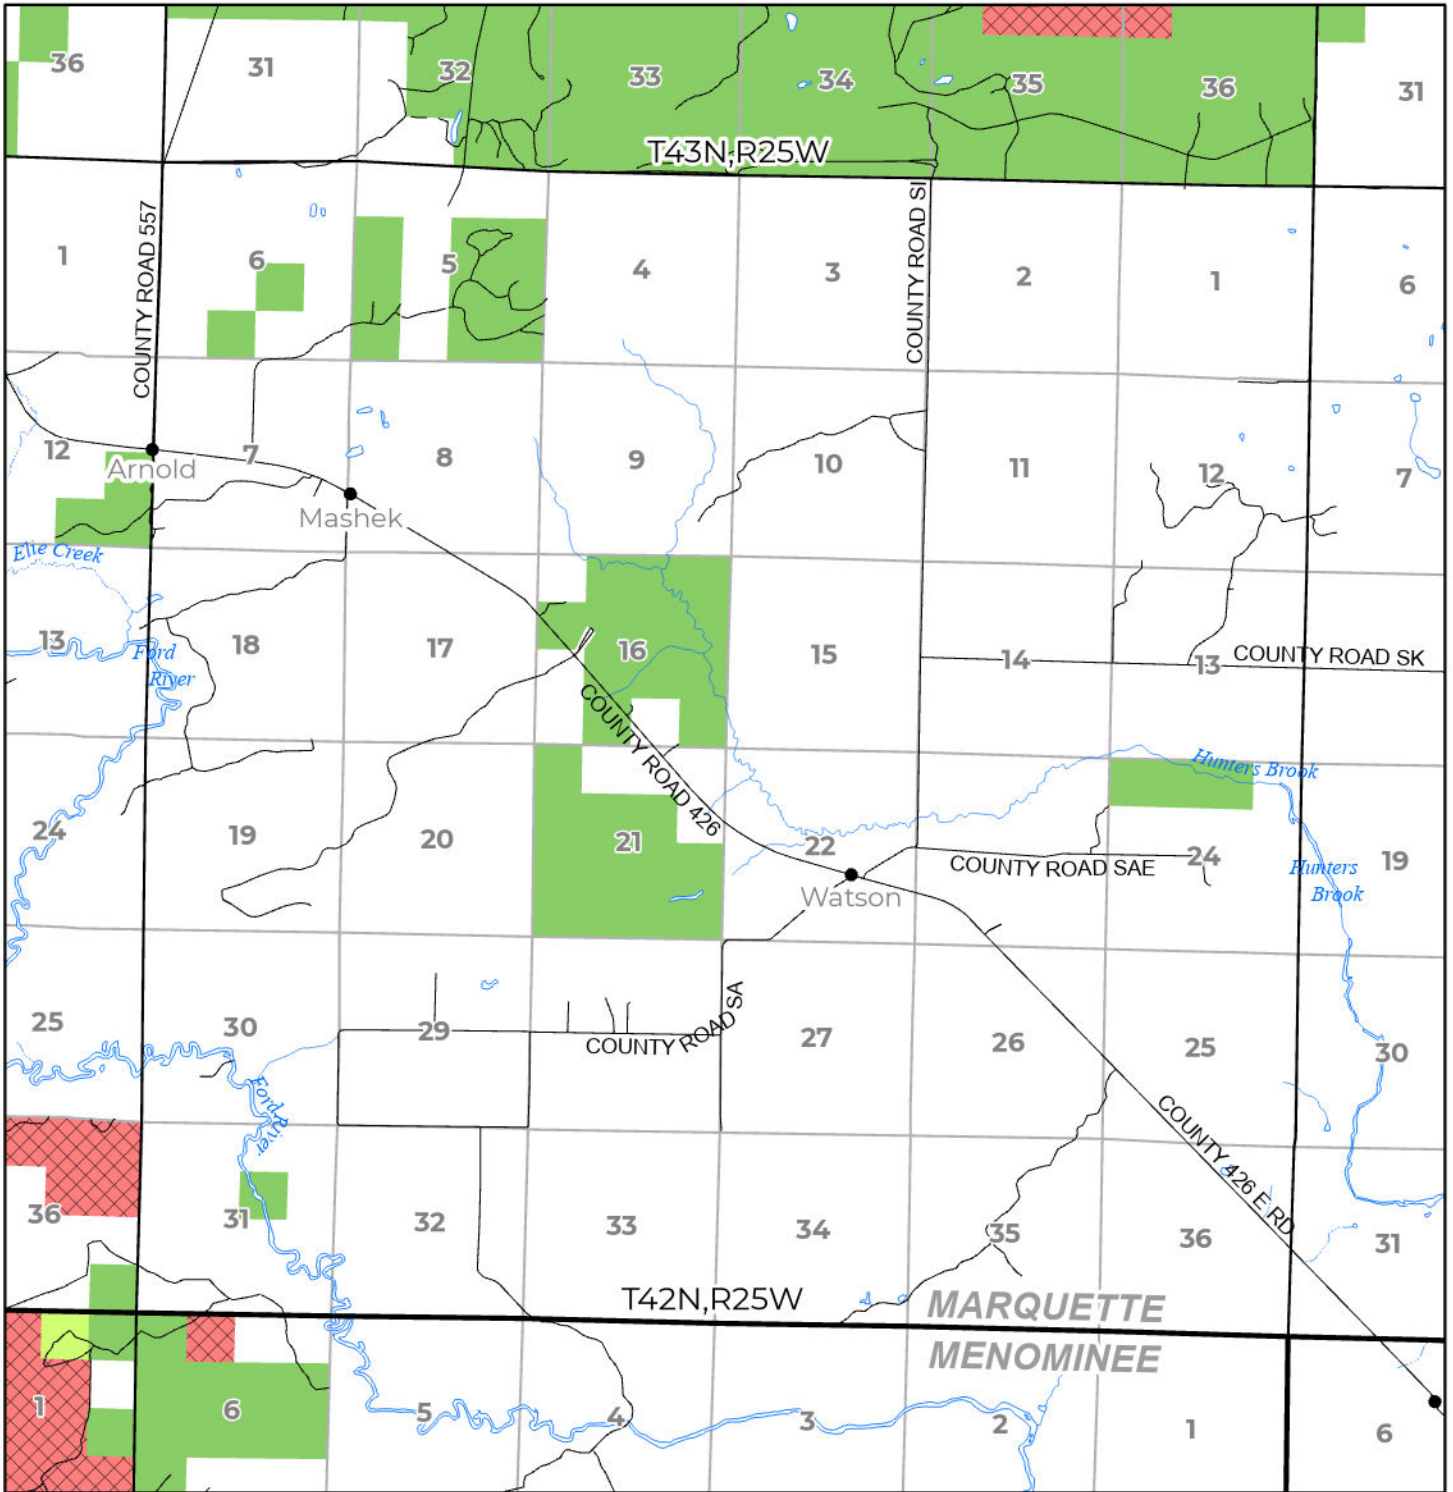 36 31 32 33 34 35 36 31
T43N,R25W
COUNTY ROAD 557
COUNTY ROAD SI
1 6 5 4 3 2 1 6
12 7 8 9 10 11 12 7
Arnold
Mashek
Elie Creek
13 18 17 16 15 14 13
Ford
River
COUNTY ROAD SK
COUNTY ROAD 426
Hunters Brook
24 19 20 21 22 24 19
COUNTY ROAD SAE
Watson
Hunters
Brook
25 30 29 27 26 25 30
COUNTY ROAD SA
Ford River
COUNTY 426 E RD
36 31 32 33 34 35 36 31
T42N,R25W
MARQUETTE
MENOMINEE
1 6 5 4 3 2 1 6